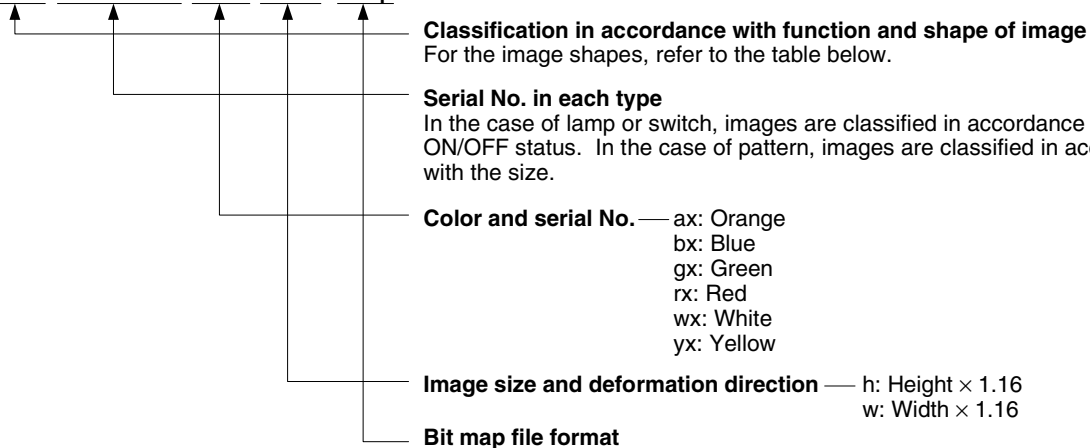 Classification in accordance with function and shape of image
For the image shapes, refer to the table below.
Serial No. in each type
In the case of lamp or switch, images are classified in accordance
ON/OFF status. In the case of pattern, images are classified in
with the size.
Color and serial No. — ax: Orange
bx: Blue
gx: Green
rx: Red
wx: White
yx: Yellow
Image size and deformation direction — h: Height × 1.16
w: Width × 1.16
Bit map file format